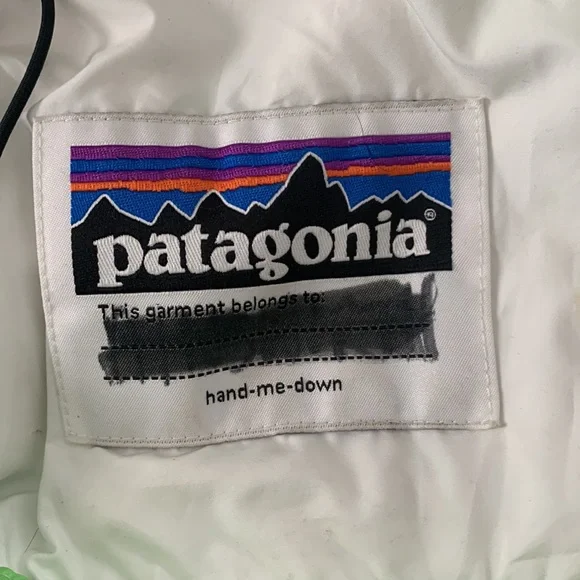 patagonia®
This garment belongs to:
hand-me-down